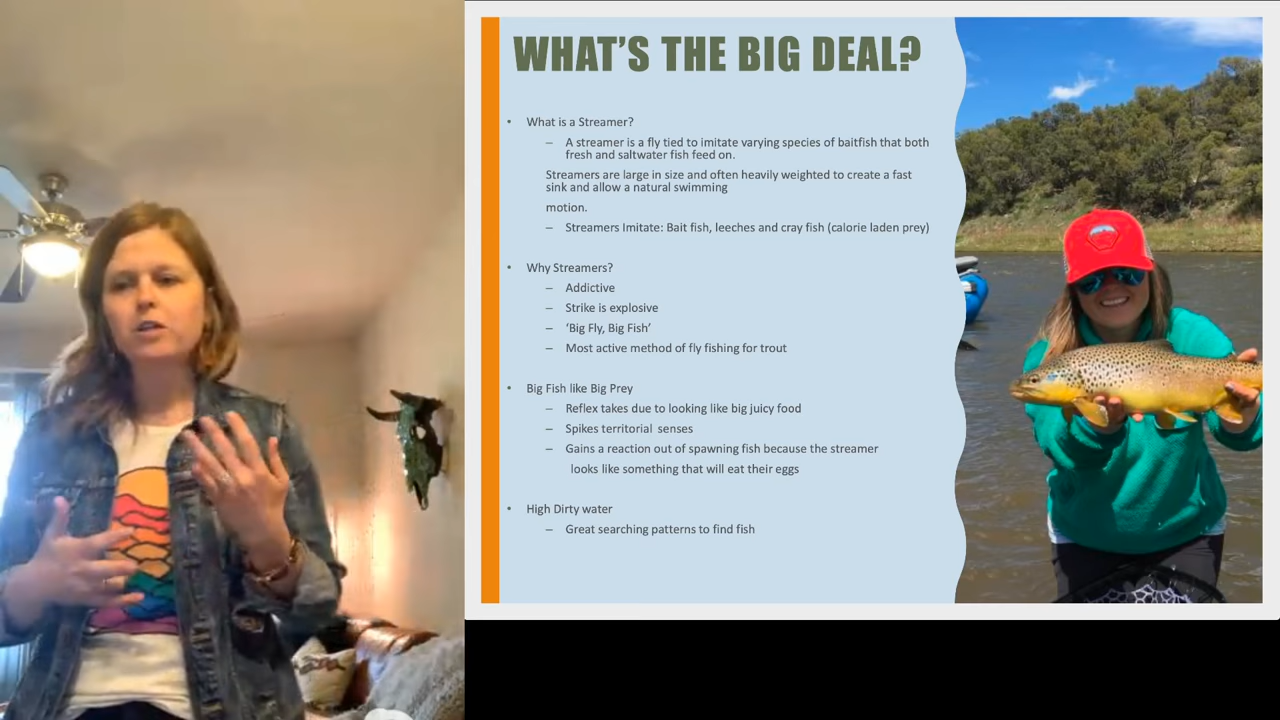 WHAT'S THE BIG DEAL?
• What is a Streamer?
– A streamer is a fly tied to imitate varying species of baitfish that both
fresh and saltwater fish feed on.
Streamers are large in size and often heavily weighted to create a fast
sink and allow a natural swimming
motion.
– Streamers Imitate: Bait fish, leeches and cray fish (calorie laden prey)
• Why Streamers?
– Addictive
– Strike is explosive
– ‘Big Fly, Big Fish’
– Most active method of fly fishing for trout
• Big Fish like Big Prey
– Reflex takes due to looking like big juicy food
– Spikes territorial senses
– Gains a reaction out of spawning fish because the streamer
looks like something that will eat their eggs
• High Dirty water
– Great searching patterns to find fish